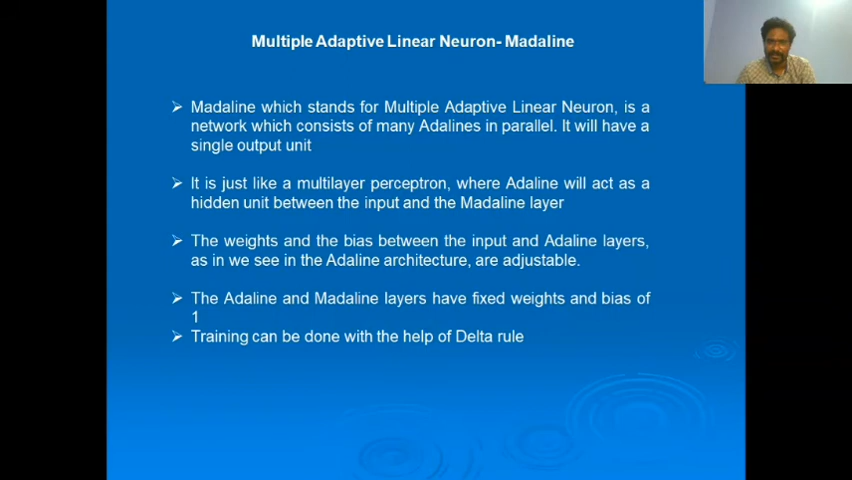 Multiple Adaptive Linear Neuron- Madaline
➢ Madaline which stands for Multiple Adaptive Linear Neuron, is a
network which consists of many Adalines in parallel. It will have a
single output unit
➢ It is just like a multilayer perceptron, where Adaline will act as a
hidden unit between the input and the Madaline layer
➢ The weights and the bias between the input and Adaline layers,
as in we see in the Adaline architecture, are adjustable.
➢ The Adaline and Madaline layers have fixed weights and bias of
1
➢ Training can be done with the help of Delta rule